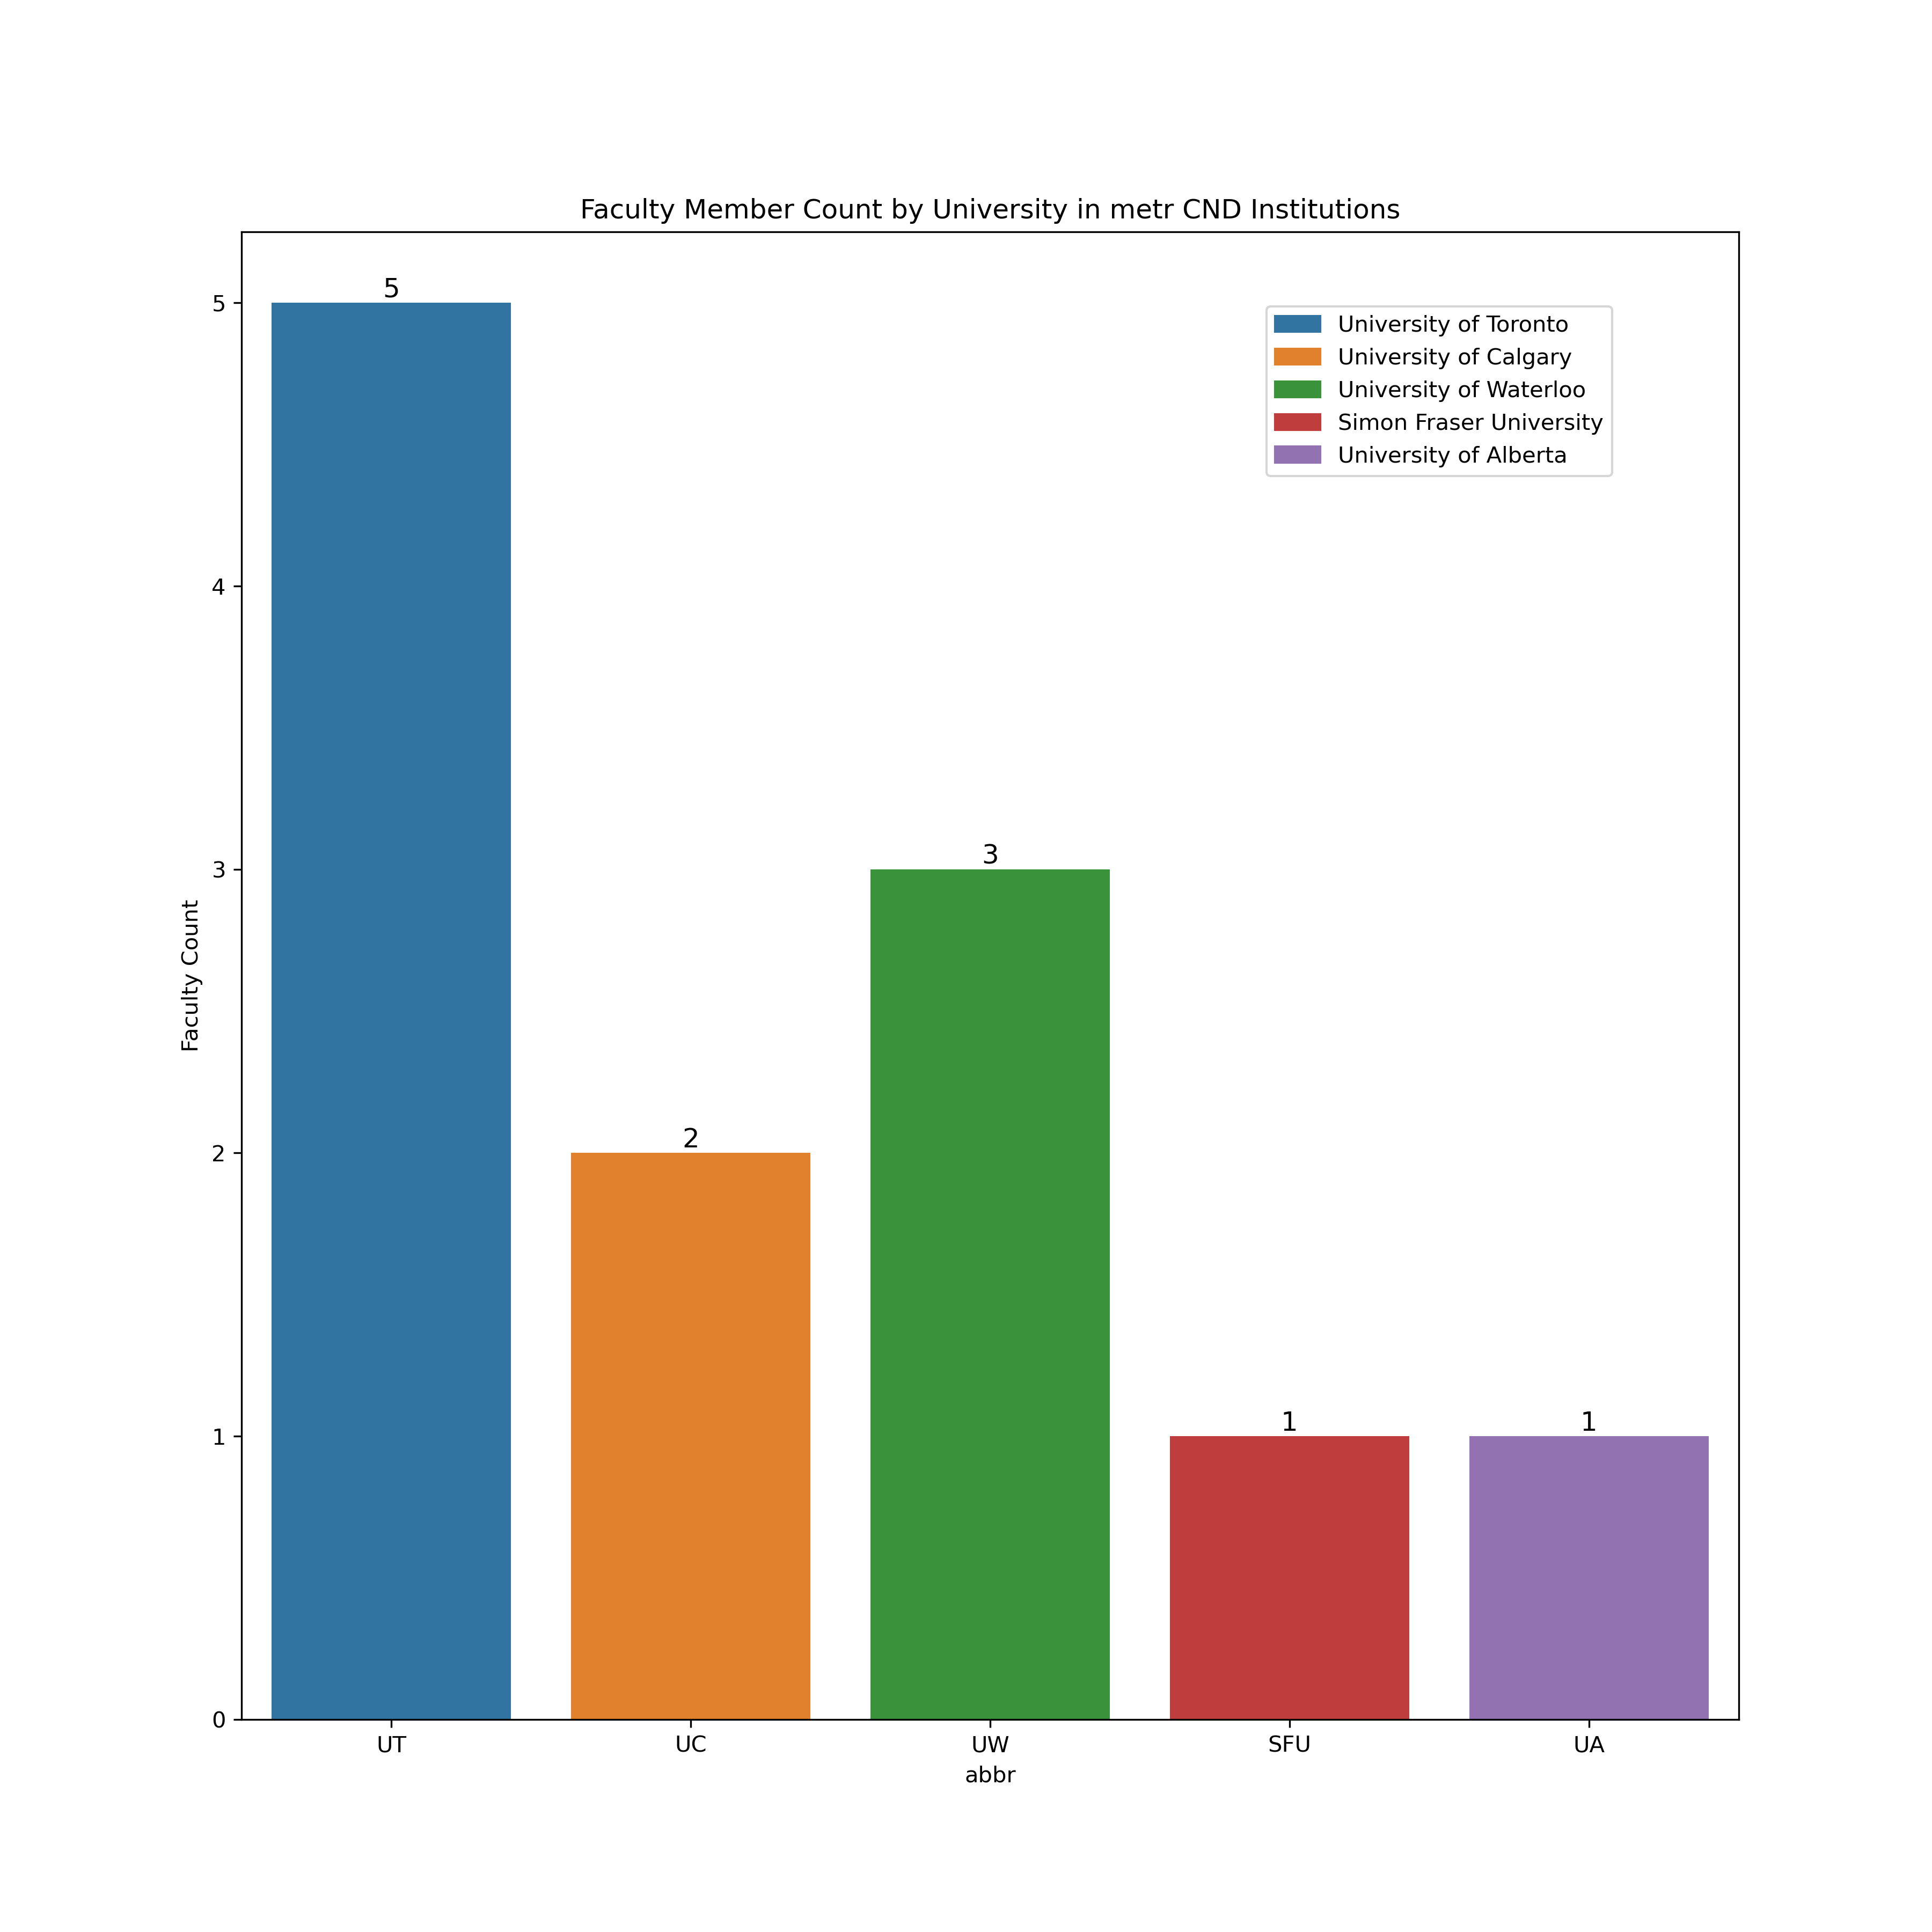 Faculty Member Count by University in metr CND Institutions
5
University of Toronto
University of Calgary
University of Waterloo
Simon Fraser University
University of Alberta
3
2
1
1
5
4
3
2
1
0
Faculty Count
UT
UC
UW
SFU
UA
abbr